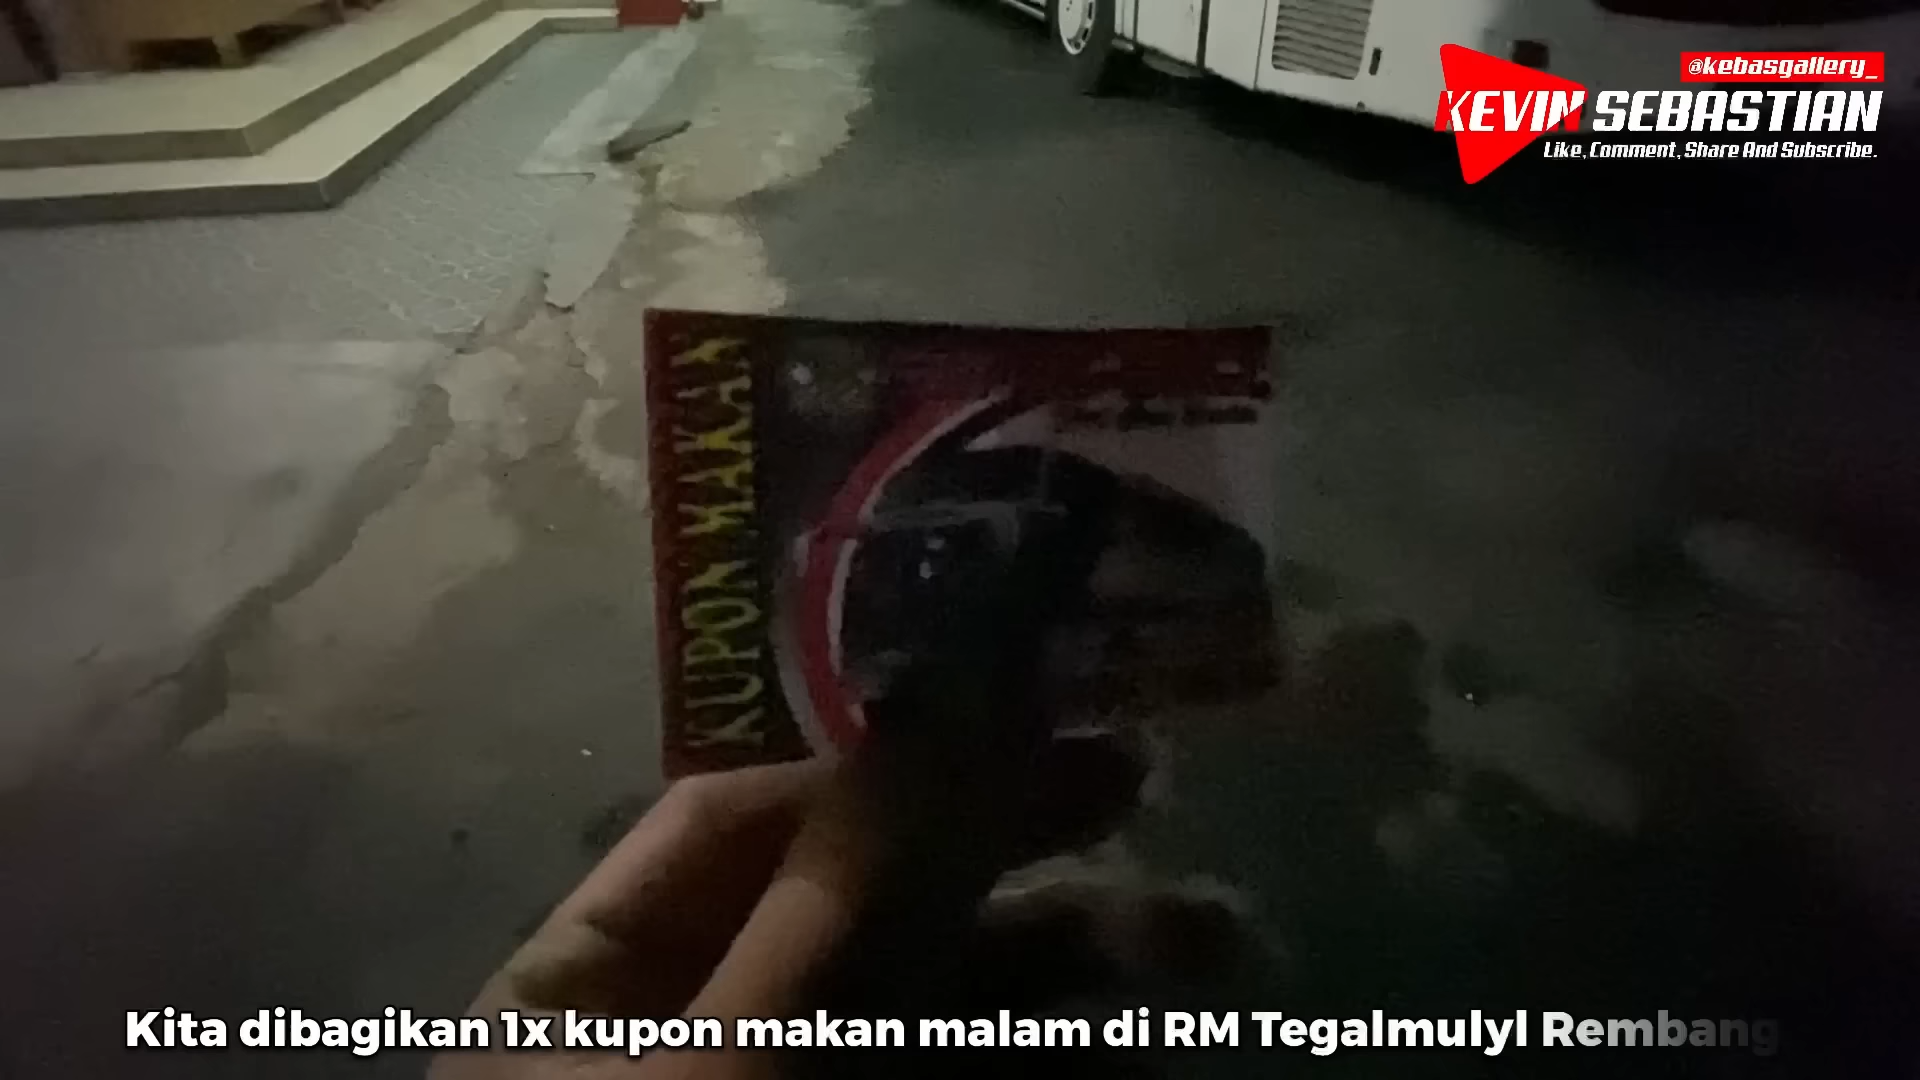 @kebasgallery_
KEVIN SEBASTIAN
Like, Comment, Share And Subscribe.
KUPON MAKAN
Kita dibagikan 1x kupon makan malam di RM Tegalmulyl Rembang